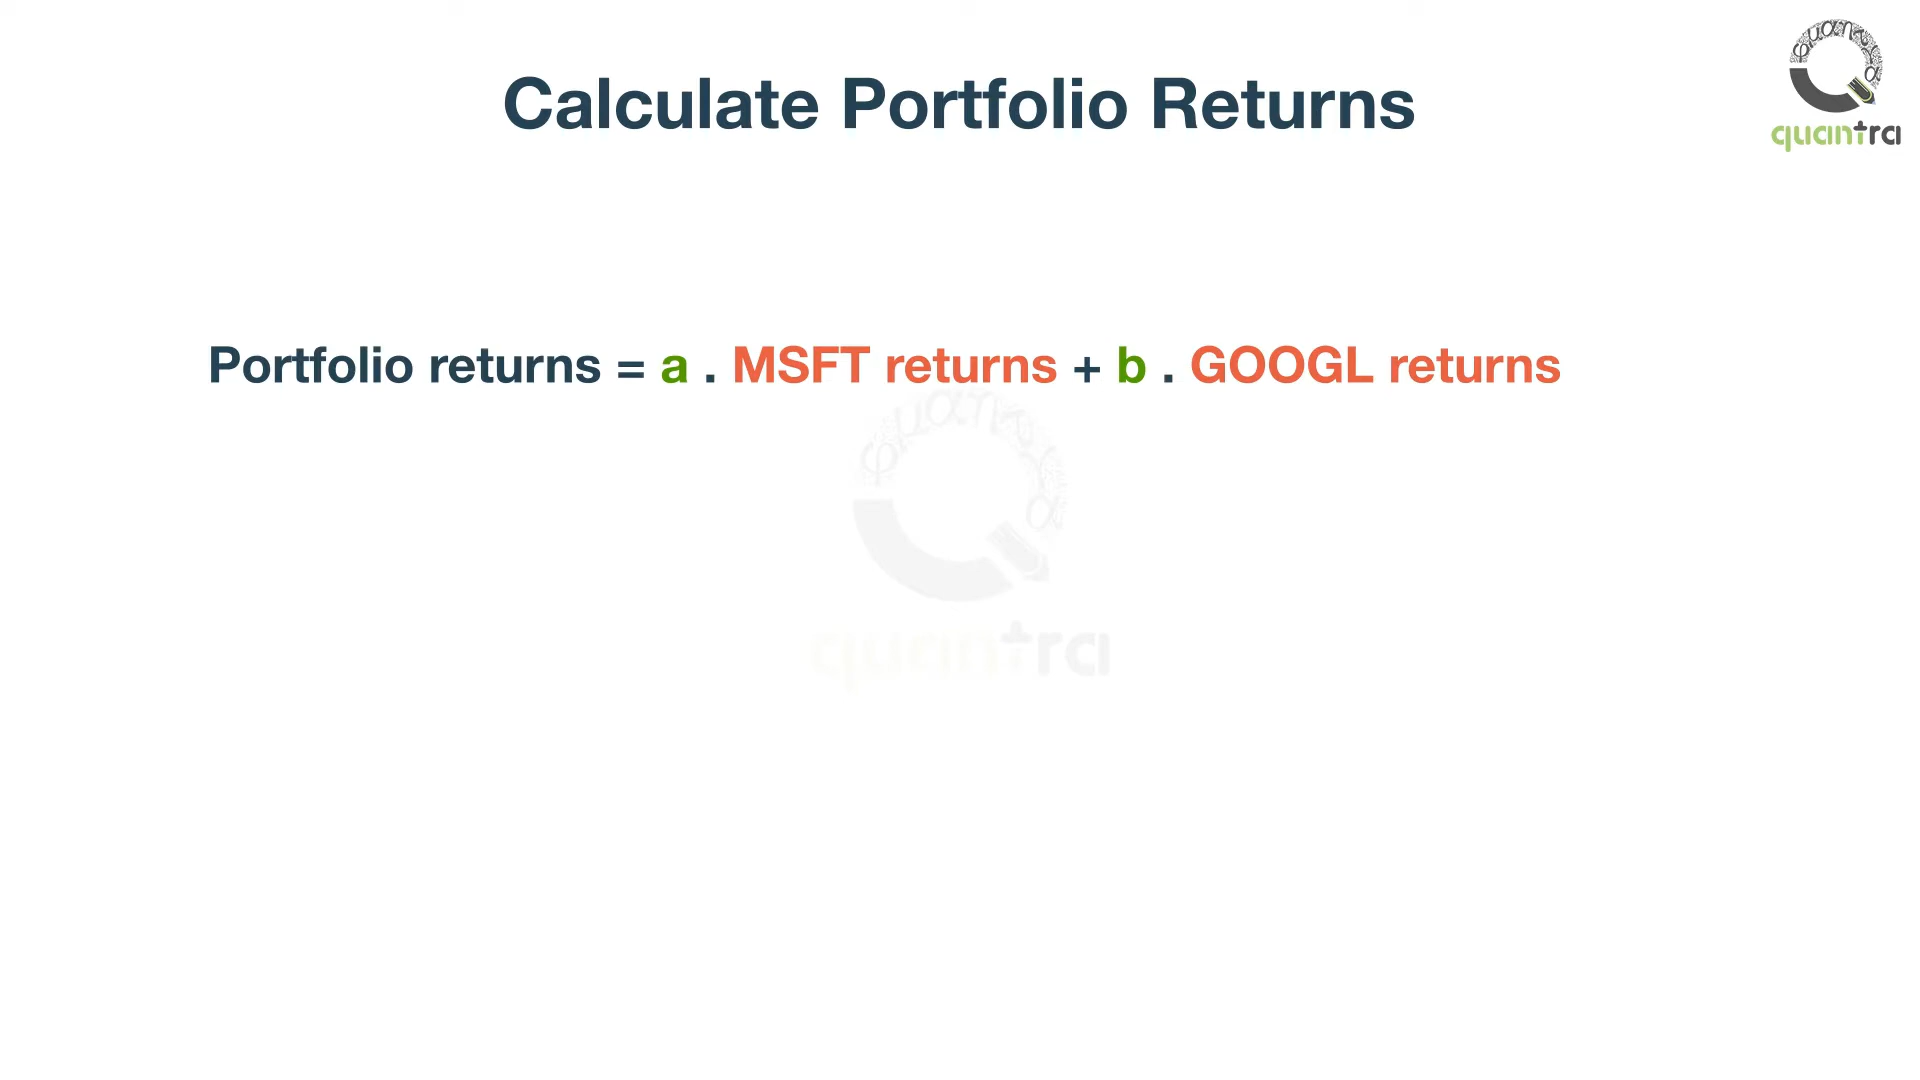 Calculate Portfolio Returns
quantra
Portfolio returns = a . MSFT returns + b . GOOGL returns
quantra